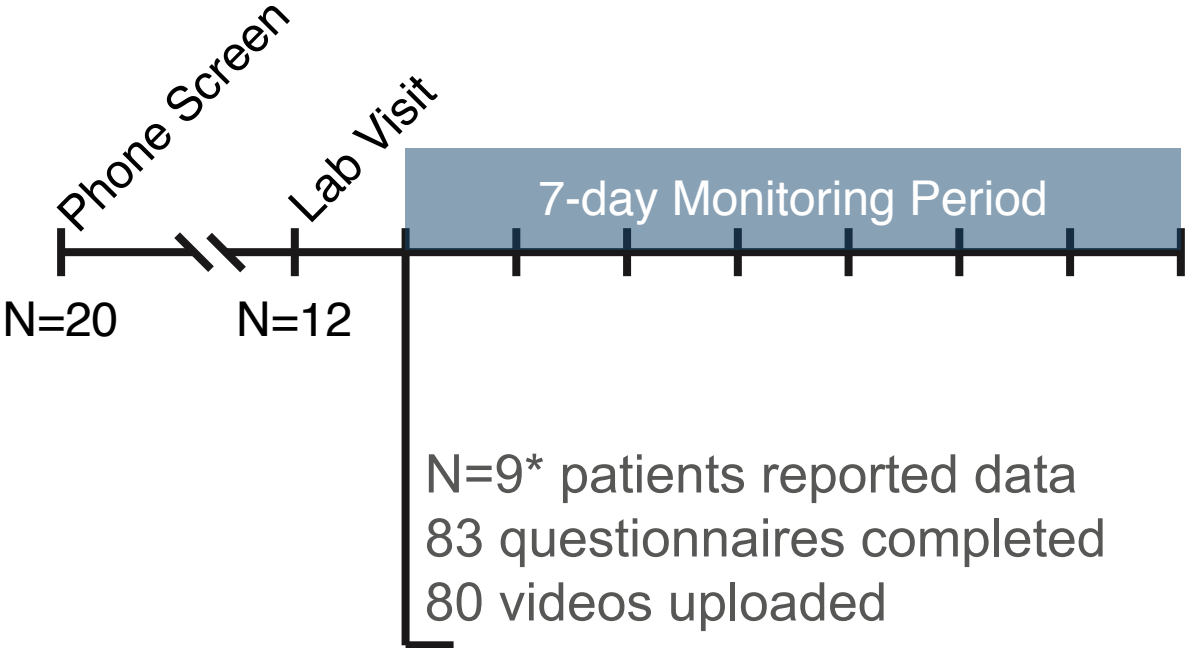 Phone Screen
Lab Visit
7-day Monitoring Period
N=20
N=12
N=9* patients reported data
83 questionnaires completed
80 videos uploaded